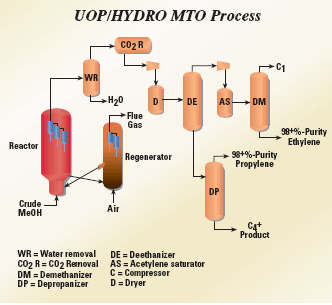 UOP/HYDRO MTO Process
CO2 R
WR
C1
H2O
D
DE
AS
DM
Flue
Gas
98+%-Purity
Ethylene
Reactor
Regenerator
98+%-Purity
Propylene
DP
Crude
MeOH
Air
C4+
Product
WR = Water removal
CO2 R = CO2 Removal
DM = Demethanizer
DP = Depropanizer
DE = Deethanizer
AS = Acetylene saturator
C = Compressor
D = Dryer